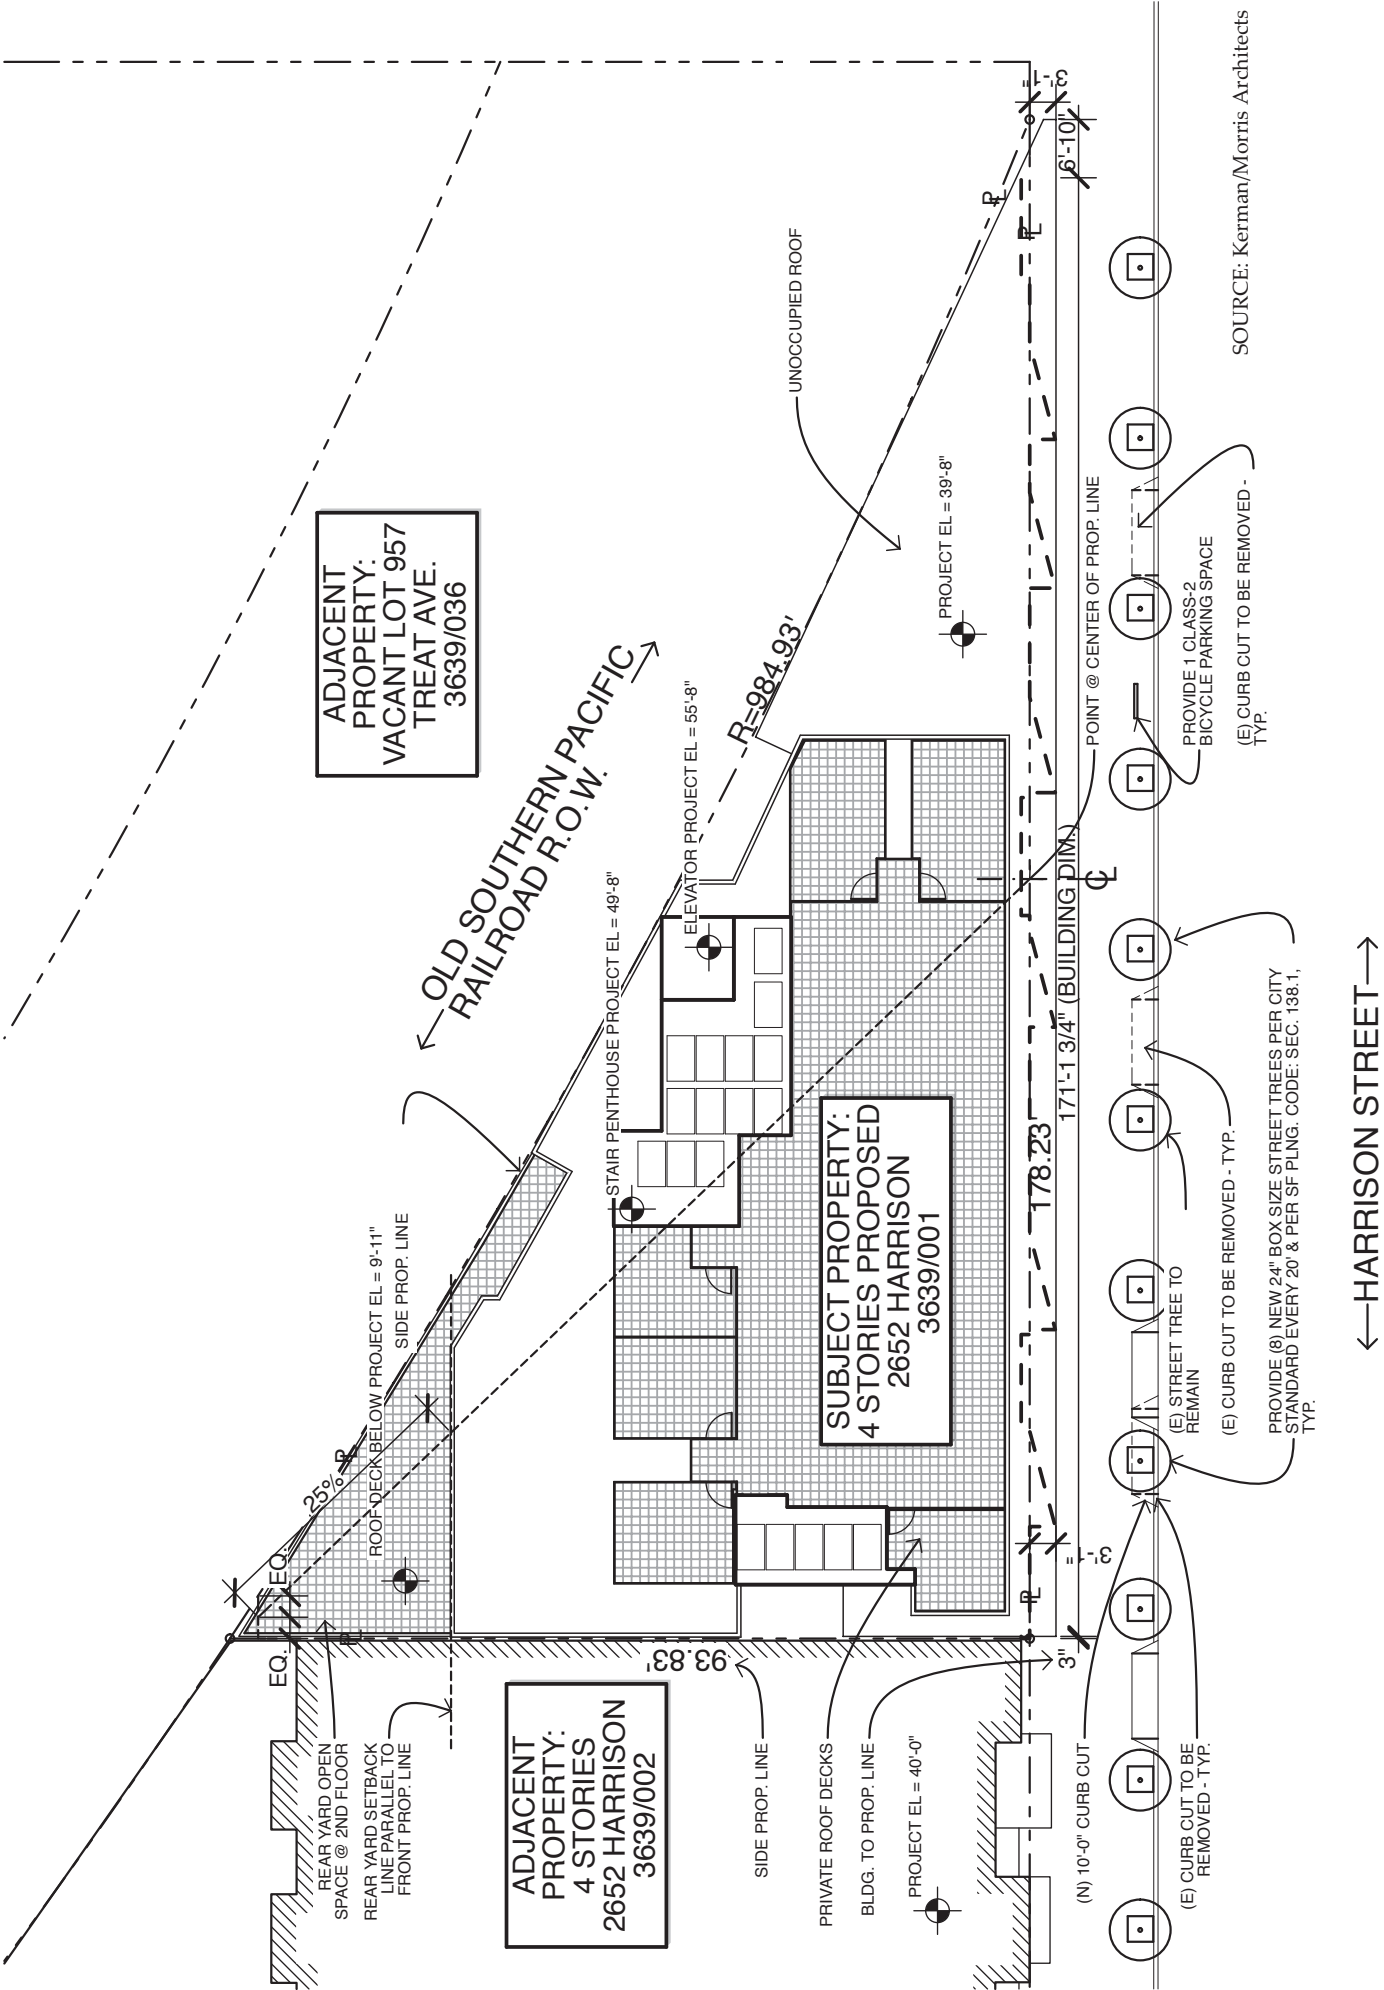 ADJACENT
PROPERTY:
VACANT LOT 957
TREAT AVE.
3639/036
OLD SOUTHERN PACIFIC
RAILROAD R.O.W.
UNOCCUPIED ROOF
R=984.93'
PROJECT EL = 39'-8"
ELEVATOR PROJECT EL = 55'-8"
STAIR PENTHOUSE PROJECT EL = 49'-8"
SIDE PROP. LINE
ROOF DECK BELOW PROJECT EL = 9'-11"
25%
EQ.
EQ.
PL
PL
PL
PL
PL
PL
3'-1"
6'-10"
POINT @ CENTER OF PROP. LINE
CL
171'-1 3/4" (BUILDING DIM.)
178.23'
SUBJECT PROPERTY:
4 STORIES PROPOSED
2652 HARRISON
3639/001
3'-1"
3"
93.83'
REAR YARD OPEN
SPACE @ 2ND FLOOR
REAR YARD SETBACK
LINE PARALLEL TO
FRONT PROP. LINE
ADJACENT
PROPERTY:
4 STORIES
2652 HARRISON
3639/002
SIDE PROP. LINE
PRIVATE ROOF DECKS
BLDG. TO PROP. LINE
PROJECT EL = 40'-0"
(N) 10'-0" CURB CUT
(E) CURB CUT TO BE
REMOVED - TYP.
(E) STREET TREE TO
REMAIN
(E) CURB CUT TO BE REMOVED - TYP.
PROVIDE (8) NEW 24" BOX SIZE STREET TREES PER CITY
STANDARD EVERY 20' & PER SF PLNG. CODE: SEC. 138.1,
TYP.
PROVIDE 1 CLASS-2
BICYCLE PARKING SPACE
(E) CURB CUT TO BE REMOVED -
TYP.
HARRISON STREET
SOURCE: Kerman/Morris Architects